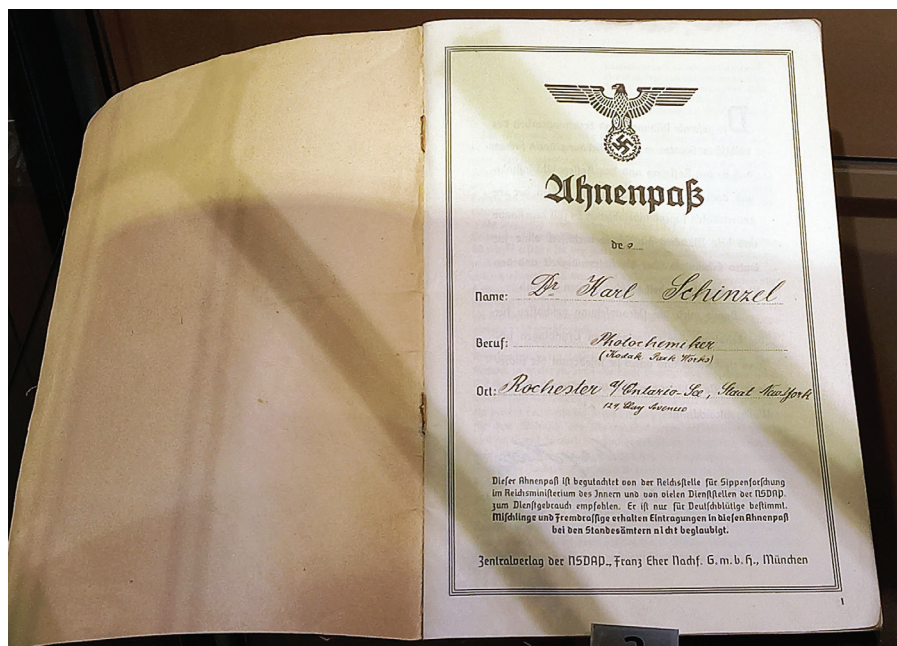 Ahnenpaß
des
Name: Dr Karl Schinzel
Beruf: Photochemiker
(Kodak Park Works)
Ort: Rochester a/Ontario-See, Staat New York
129, Clay Avenue
Dieser Ahnenpaß ist begutachtet von der Reichsstelle für Sippenforschung
im Reichsministerium des Innern und von vielen Dienststellen der NSDAP.
zum Dienstgebrauch empfohlen. Er ist nur für Deutschblütige bestimmt.
Mischlinge und Fremdrassige erhalten Eintragungen in diesen Ahnenpaß
bei den Standesämtern nicht beglaubigt.
Zentralverlag der NSDAP., Franz Eher Nachf. G.m.b.H., München
1